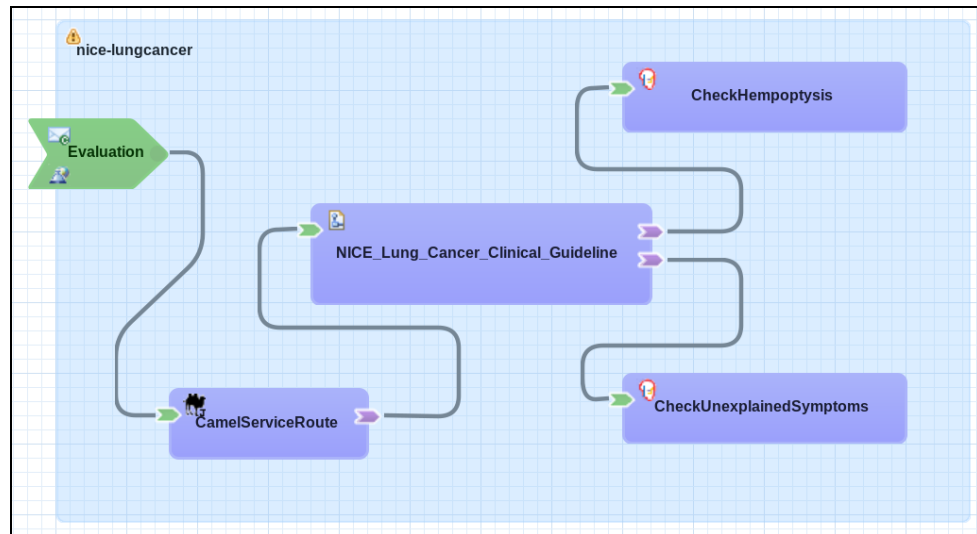 nice-lungcancer
CheckHempoptysis
Evaluation
NICE_Lung_Cancer_Clinical_Guideline
CheckUnexplainedSymptoms
CamelServiceRoute